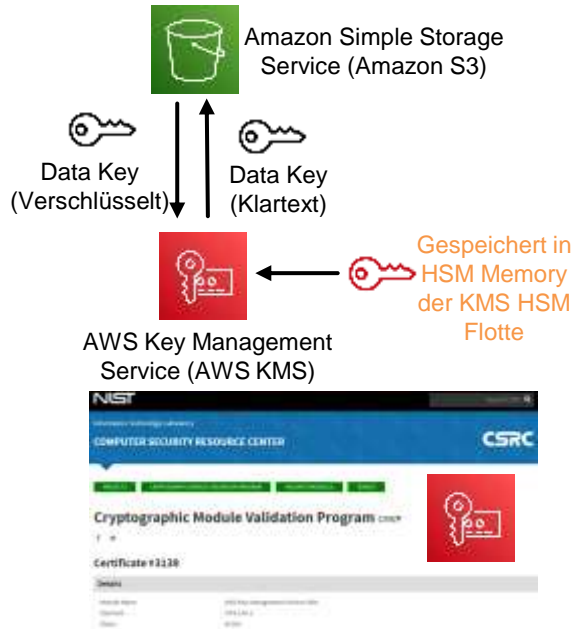 Amazon Simple Storage
Service (Amazon S3)
Data Key
(Verschlüsselt)
Data Key
(Klartext)
Gespeichert in
HSM Memory
der KMS HSM
Flotte
AWS Key Management
Service (AWS KMS)
NIST
COMPUTER SECURITY RESOURCE CENTER
CSRC
Cryptographic Module Validation Program
Certificate #3139
Details